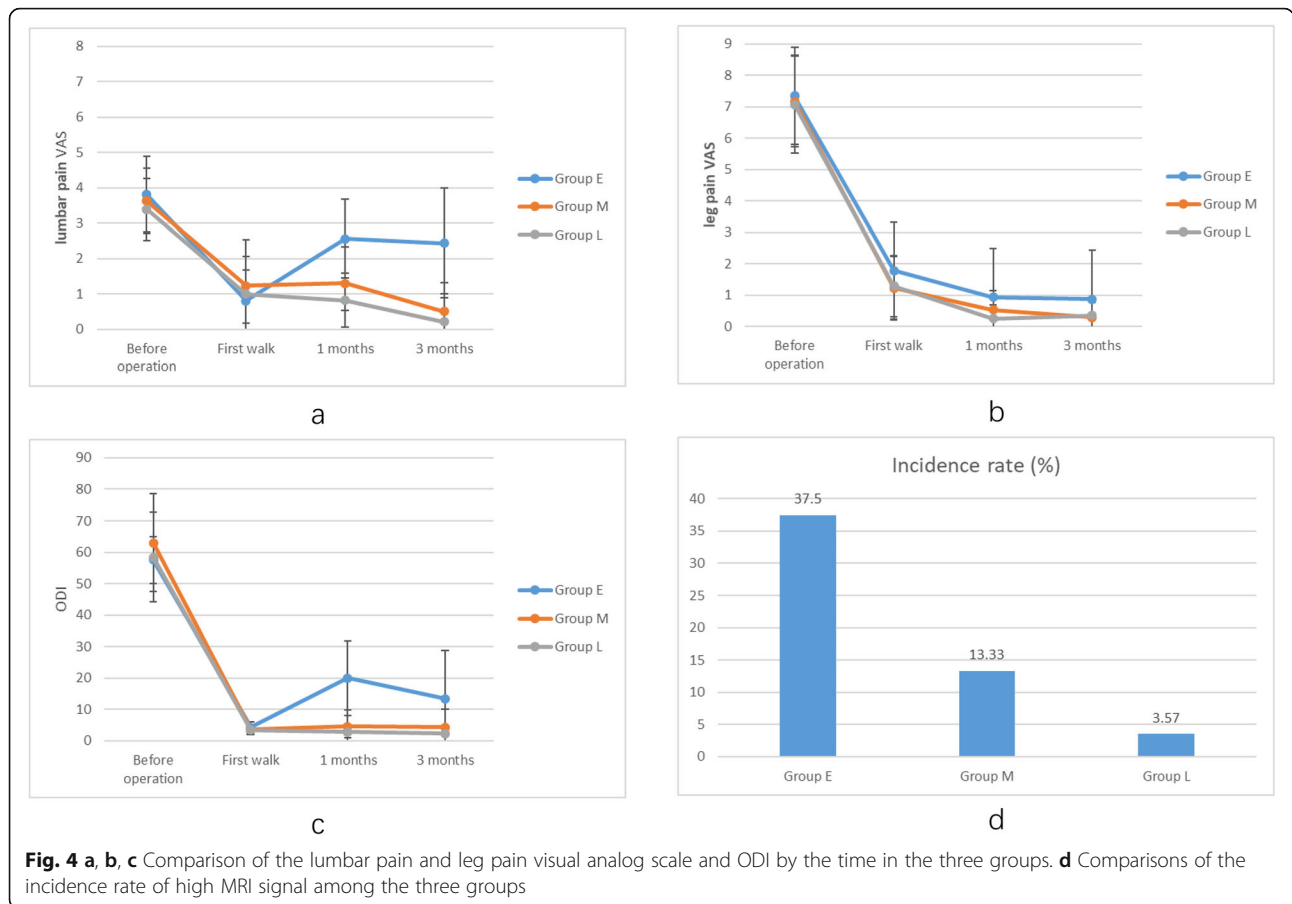 8
7
6
5
4
3
2
1
0
lumbar pain VAS
Before operation
First walk
1 months
3 months
Group E
Group M
Group L
a
9
8
7
6
5
4
3
2
1
0
leg pain VAS
Before operation
First walk
1 months
3 months
Group E
Group M
Group L
b
90
80
70
60
50
40
30
20
10
0
ODI
Before operation
First walk
1 months
3 months
Group E
Group M
Group L
c
Incidence rate (%)
40
35
30
25
20
15
10
5
0
37.5
13.33
3.57
Group E
Group M
Group L
d
Fig. 4 a, b, c Comparison of the lumbar pain and leg pain visual analog scale and ODI by the time in the three groups. d Comparisons of the
incidence rate of high MRI signal among the three groups